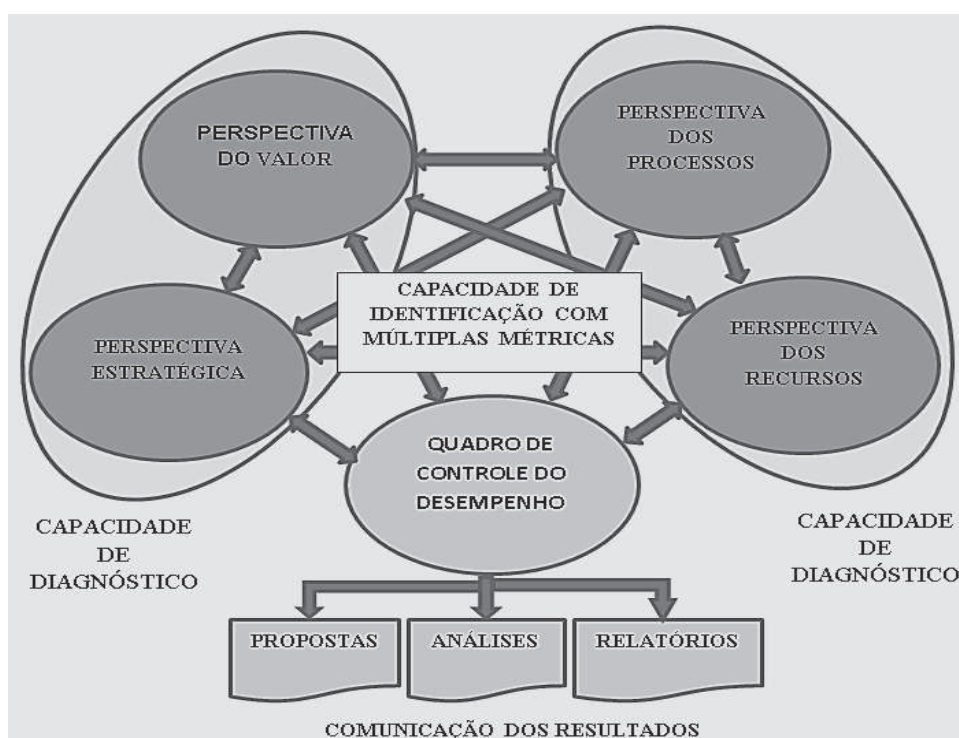 PERSPECTIVA
DO VALOR
PERSPECTIVA
DOS
PROCESSOS
CAPACIDADE DE
IDENTIFICAÇÃO COM
MÚLTIPLAS MÉTRICAS
PERSPECTIVA
ESTRATÉGICA
PERSPECTIVA
DOS
RECURSOS
QUADRO DE
CONTROLE DO
DESEMPENHO
CAPACIDADE
DE
DIAGNÓSTICO
CAPACIDADE
DE
DIAGNÓSTICO
PROPOSTAS
ANÁLISES
RELATÓRIOS
COMUNICAÇÃO DOS RESULTADOS